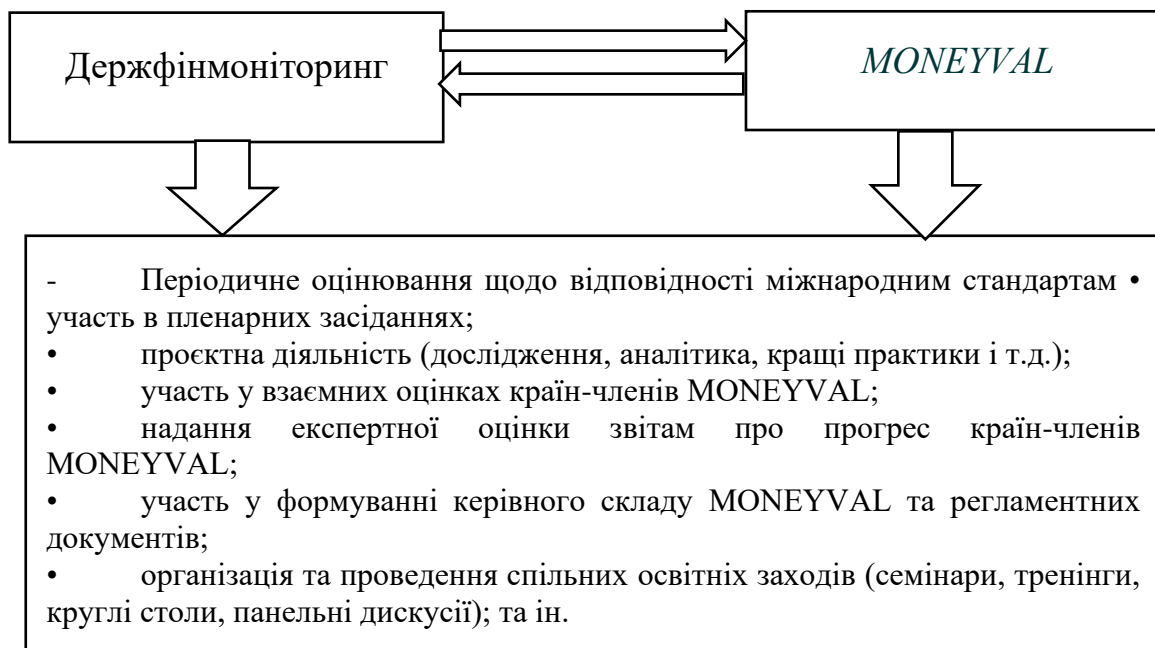 Держфінмоніторинг
MONEYVAL
- Періодичне оцінювання щодо відповідності міжнародним стандартам •
участь в пленарних засіданнях;
• проєктна діяльність (дослідження, аналітика, кращі практики і т.д.);
• участь у взаємних оцінках країн-членів MONEYVAL;
• надання експертної оцінки звітам про прогрес країн-членів
MONEYVAL;
• участь у формуванні керівного складу MONEYVAL та регламентних
документів;
• організація та проведення спільних освітніх заходів (семінари, тренінги,
круглі столи, панельні дискусії); та ін.